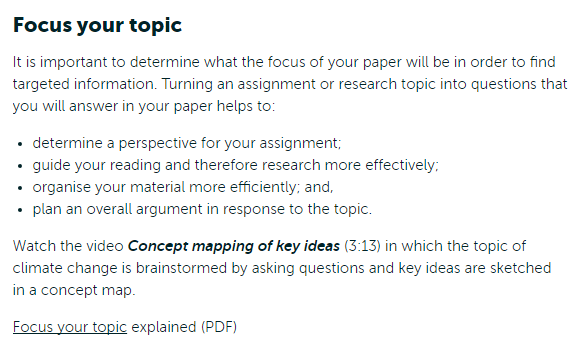 Focus your topic
It is important to determine what the focus of your paper will be in order to find
targeted information. Turning an assignment or research topic into questions that
you will answer in your paper helps to:
• determine a perspective for your assignment;
• guide your reading and therefore research more effectively;
• organise your material more efficiently; and,
• plan an overall argument in response to the topic.
Watch the video Concept mapping of key ideas (3:13) in which the topic of
climate change is brainstormed by asking questions and key ideas are sketched
in a concept map.
Focus your topic explained (PDF)